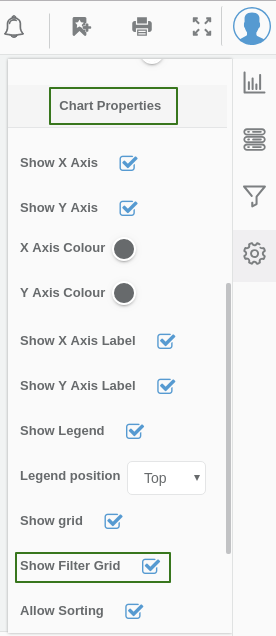 Chart Properties
Show X Axis
Show Y Axis
X Axis Colour
Y Axis Colour
Show X Axis Label
Show Y Axis Label
Show Legend
Legend position Top
Show grid
Show Filter Grid
Allow Sorting